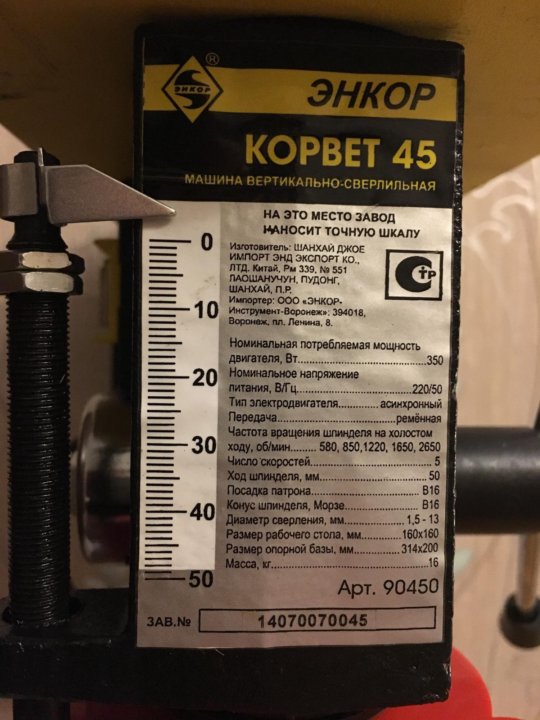 ®
ЭНКОР
ЭНКОР
КОРВЕТ 45
МАШИНА ВЕРТИКАЛЬНО-СВЕРЛИЛЬНАЯ
НА ЭТО МЕСТО ЗАВОД
НАНОСИТ ТОЧНУЮ ШКАЛУ
Изготовитель: ШАНХАЙ ДЖОЕ
ИМПОРТ ЭНД ЭКСПОРТ КО.,
ЛТД. Китай, Рм 339, № 551
ЛАОШАНУЧУН, ПУДОНГ,
ШАНХАЙ, П.Р.
Импортер: ООО «ЭНКОР-
Инструмент-Воронеж»: 394018,
Воронеж, пл. Ленина, 8.
СТР
0
10
20
30
40
50
Номинальная потребляемая мощность
двигателя, Вт.....350
Номинальное напряжение
питания, В/Гц.....220/50
Тип электродвигателя.....асинхронный
Передача.....ремённая
Частота вращения шпинделя на холостом
ходу, об/мин..... 580, 850,1220, 1650, 2650
Число скоростей.....5
Ход шпинделя, мм.....50
Посадка патрона.....В16
Конус шпинделя, Морзе.....В16
Диаметр сверления, мм.....1,5 - 13
Размер рабочего стола, мм.....160х160
Размер опорной базы, мм.....314х200
Масса, кг.....16
Арт. 90450
ЗАВ.№ 14070070045